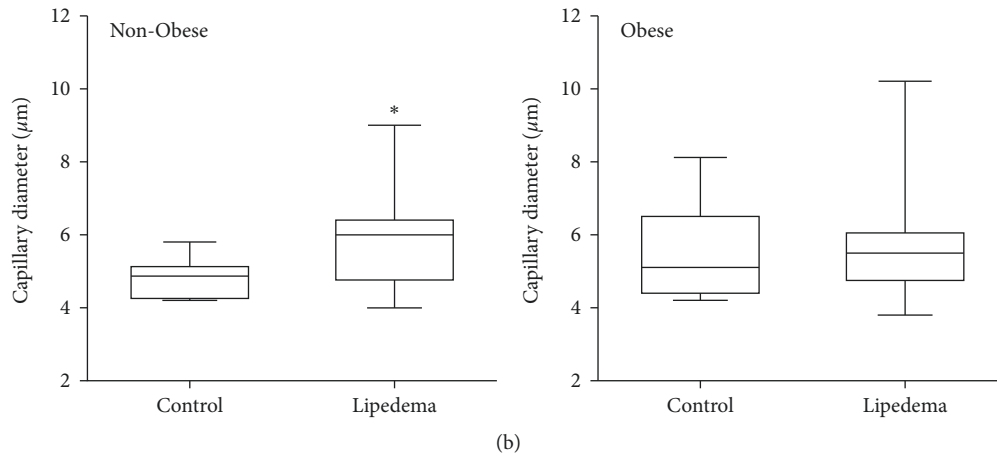 Non-Obese
Capillary diameter (μm)
12
10
8
6
4
2
*
Control
Lipedema
Obese
Capillary diameter (μm)
12
10
8
6
4
2
Control
Lipedema
(b)